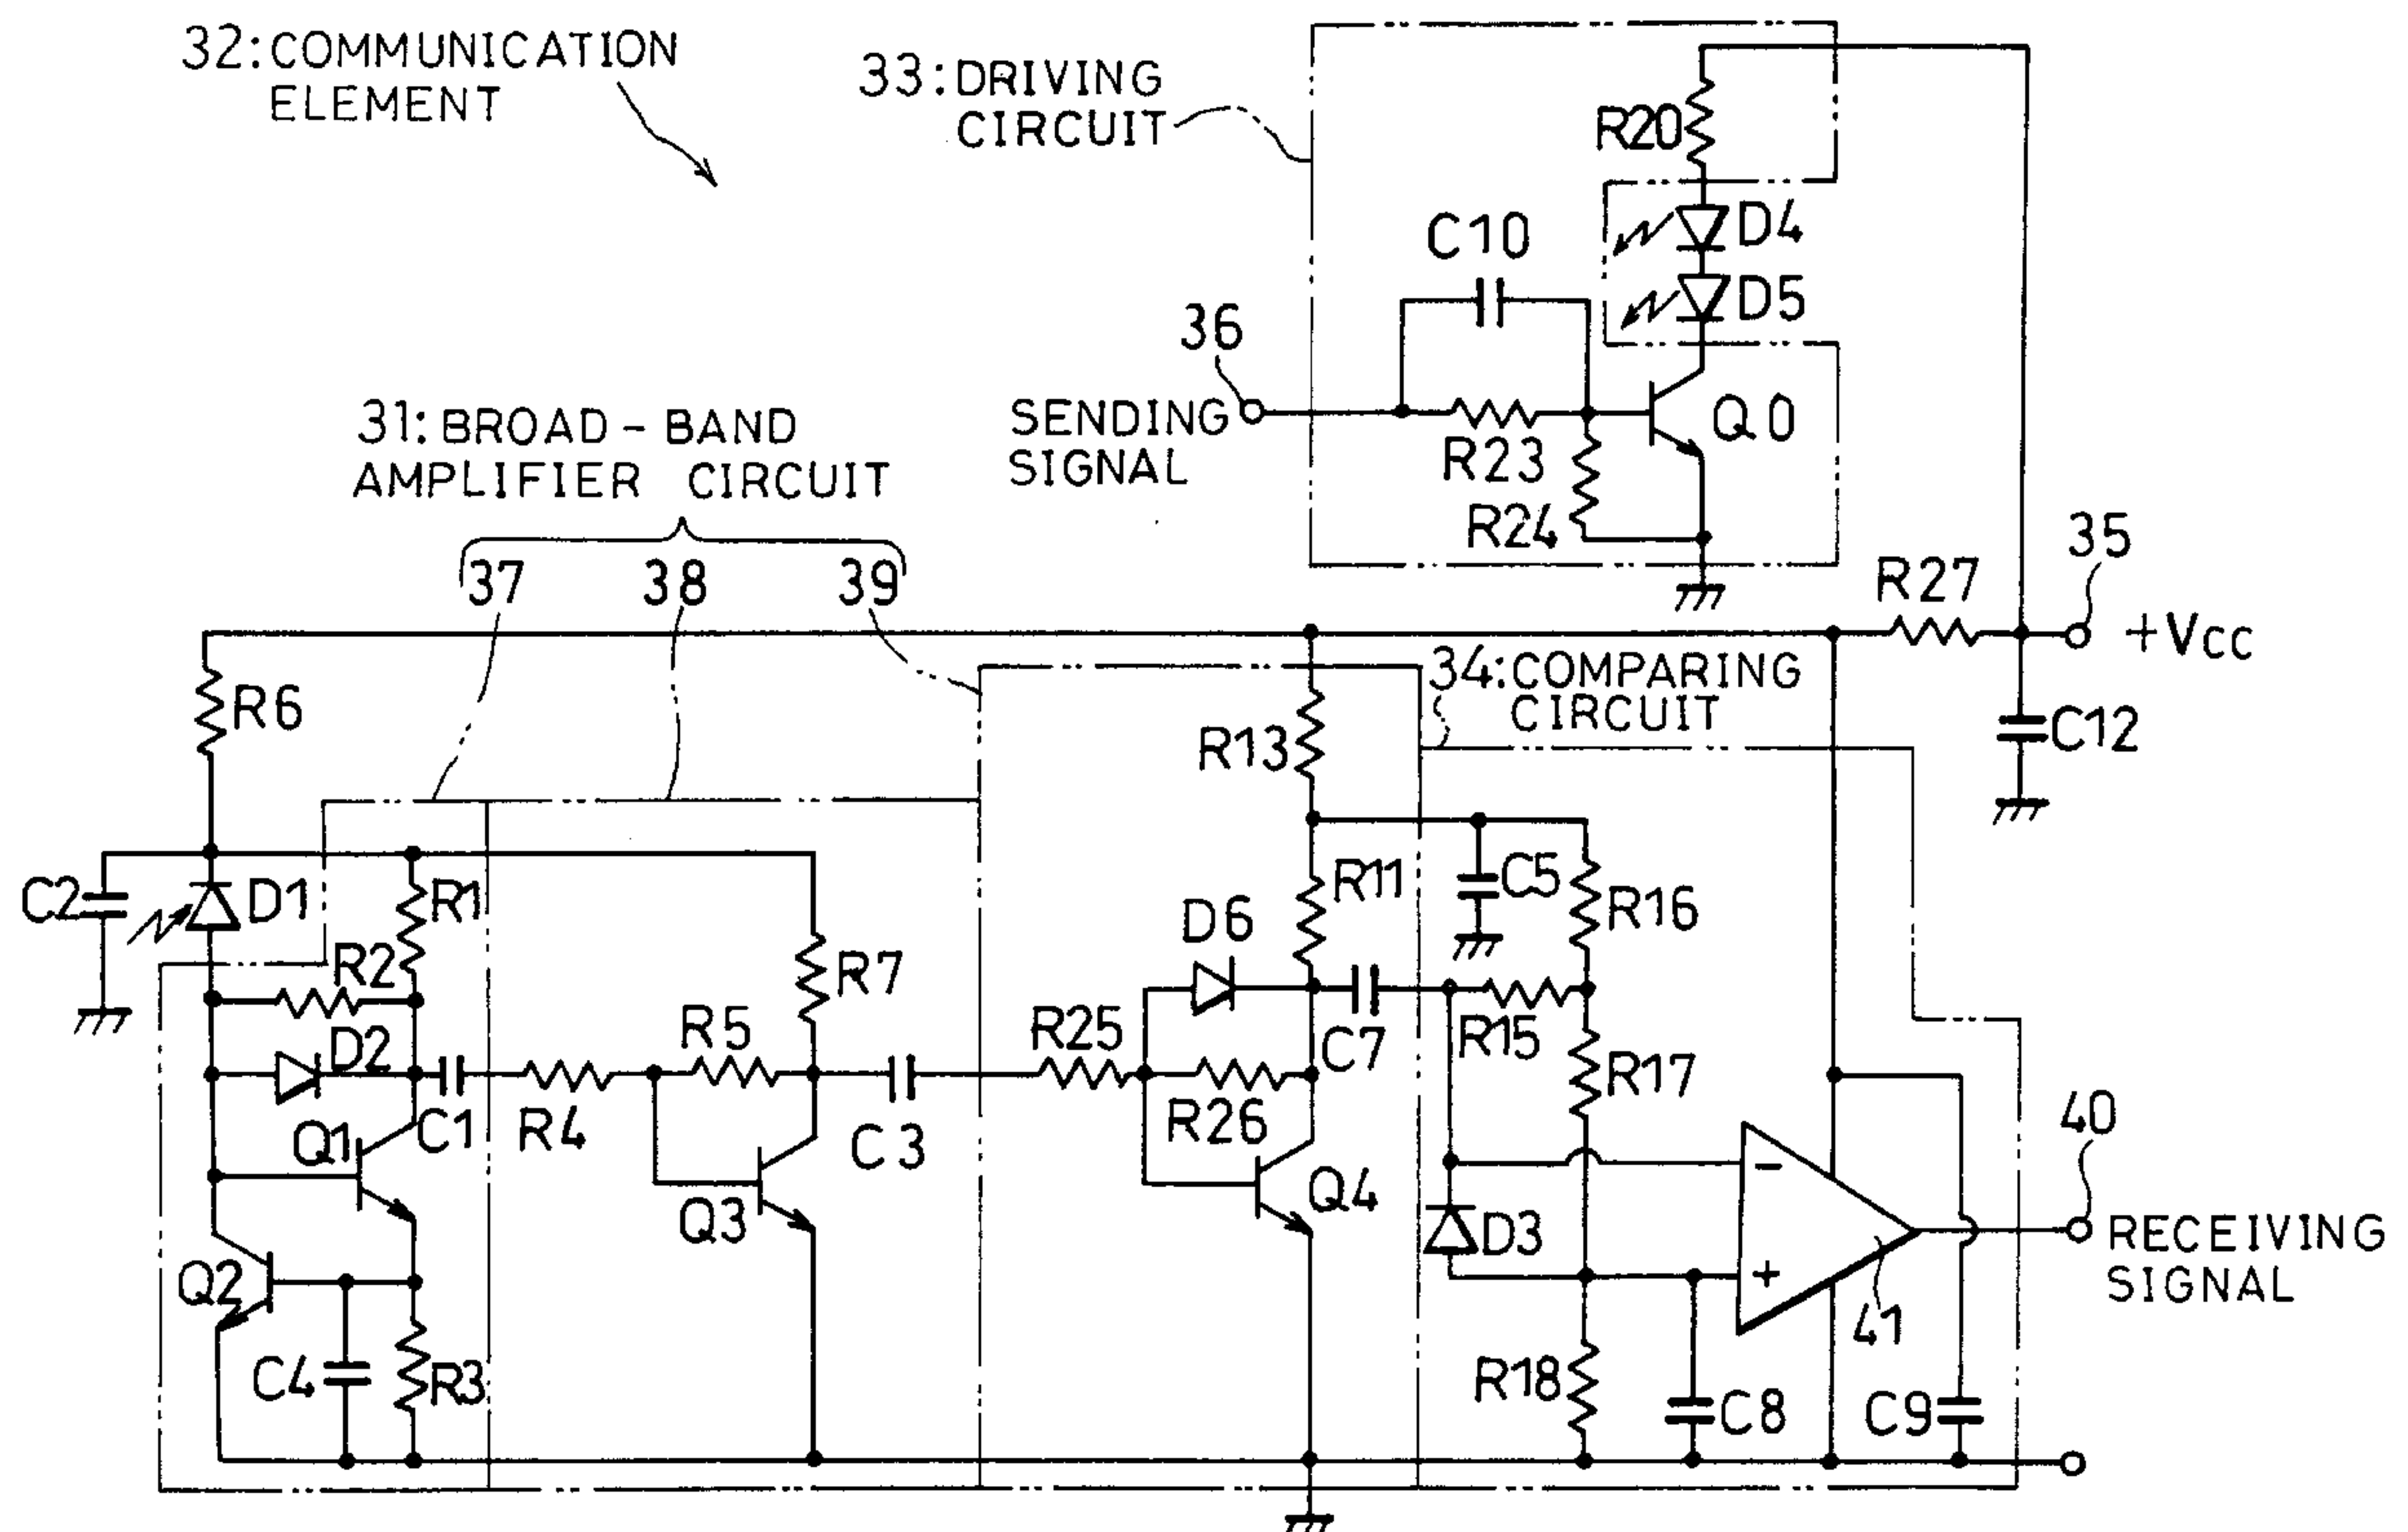 32:COMMUNICATION
ELEMENT
33:DRIVING
CIRCUIT
R20
D4
C10
D5
36
SENDING
SIGNAL
Q0
R23
R24
31:BROAD-BAND
AMPLIFIER CIRCUIT
37
38
39
35
R27
+Vcc
34:COMPARING
CIRCUIT
R6
R13
C12
C2
D1
R1
R11
C5
R16
D6
R2
R7
D2
R5
R25
C7
R15
R17
C1
R4
R26
40
Q1
C3
Q3
Q4
−
D3
RECEIVING
SIGNAL
Q2
+
41
C4
R3
R18
C8
C9